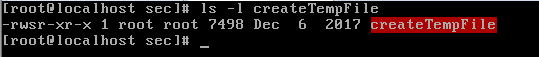 [root@localhost sec]# ls -l createTempFile
-rwsr-xr-x 1 root root 7498 Dec  6  2017 createTempFile
[root@localhost sec]# _